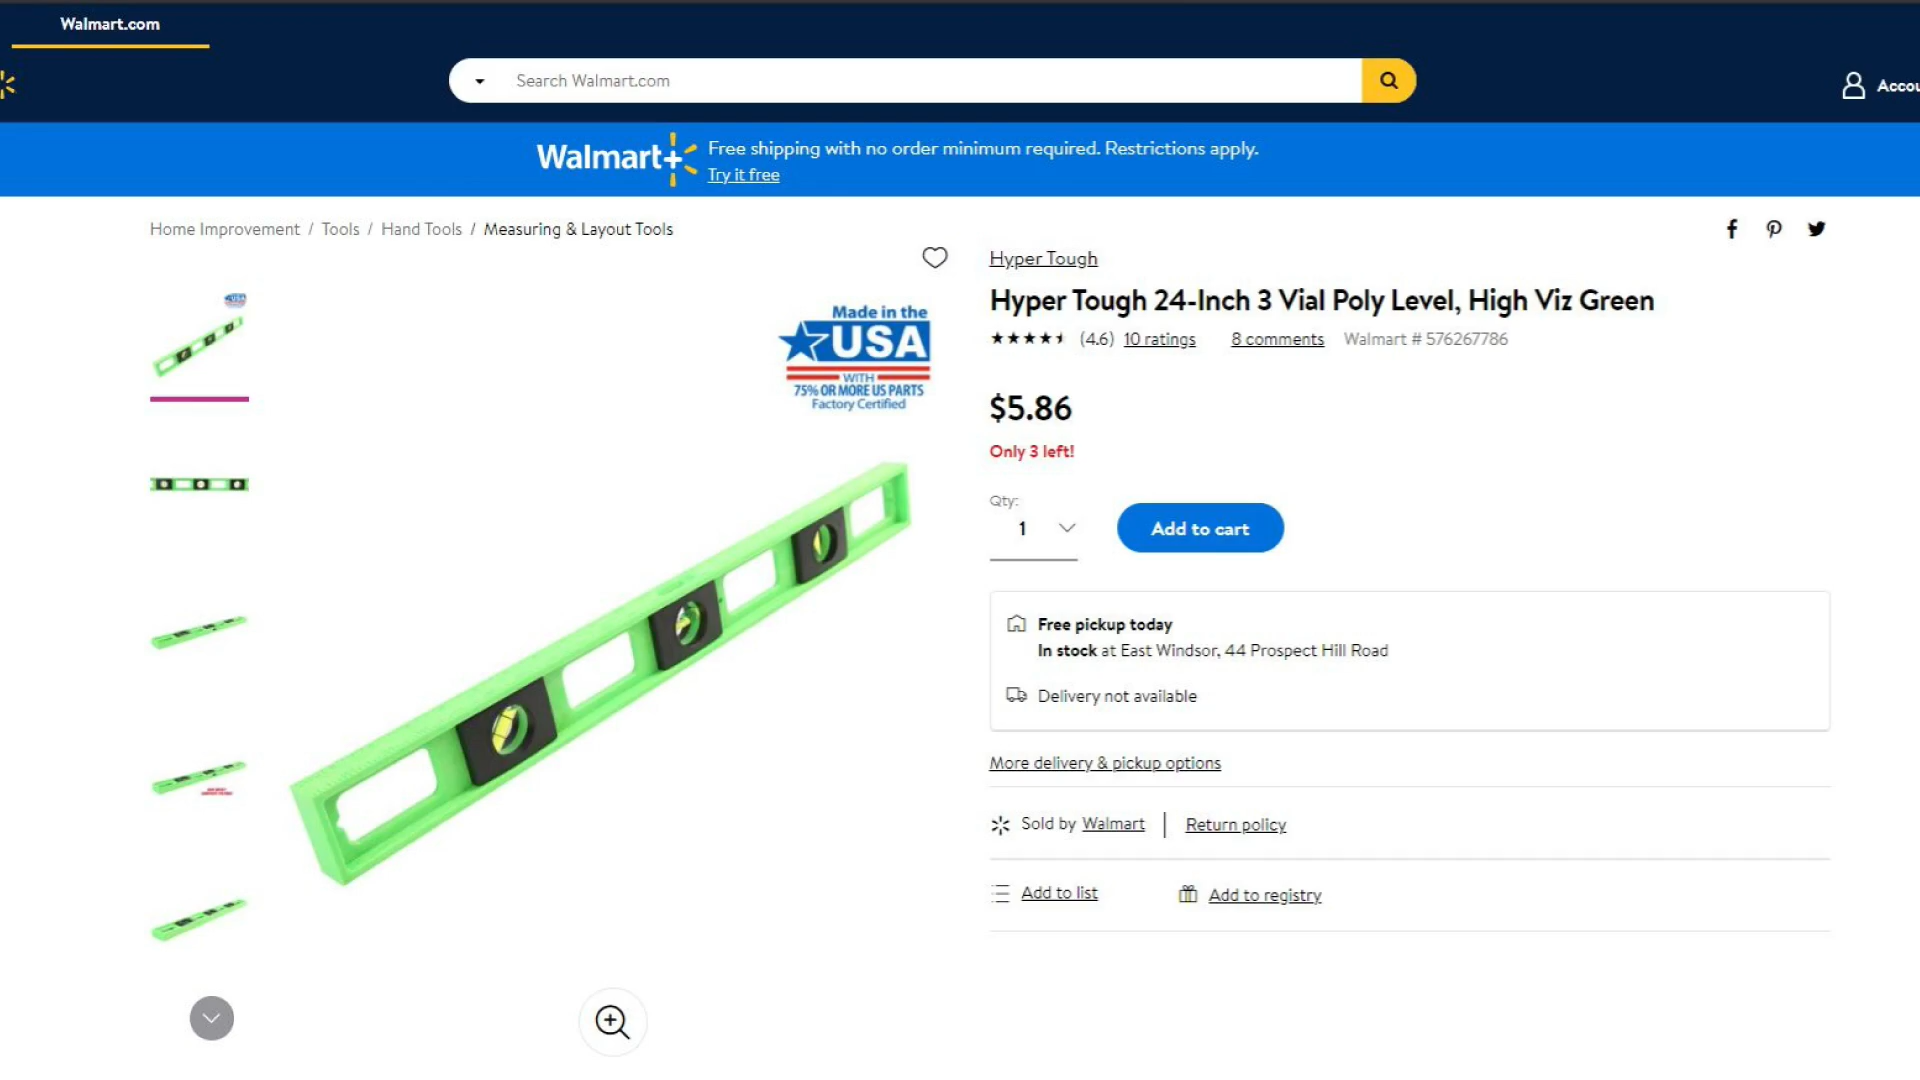 Walmart.com
Search Walmart.com
Walmart+
Free shipping with no order minimum required. Restrictions apply.
Try it free
Home Improvement / Tools / Hand Tools / Measuring & Layout Tools
Made in the
USA
WITH
75% OR MORE US PARTS
Factory Certified
Hyper Tough
Hyper Tough 24-Inch 3 Vial Poly Level, High Viz Green
(4.6) 10 ratings 8 comments Walmart # 576267786
$5.86
Only 3 left!
Qty:
1
Add to cart
Free pickup today
In stock at East Windsor, 44 Prospect Hill Road
Delivery not available
More delivery & pickup options
Sold by Walmart | Return policy
Add to list
Add to registry